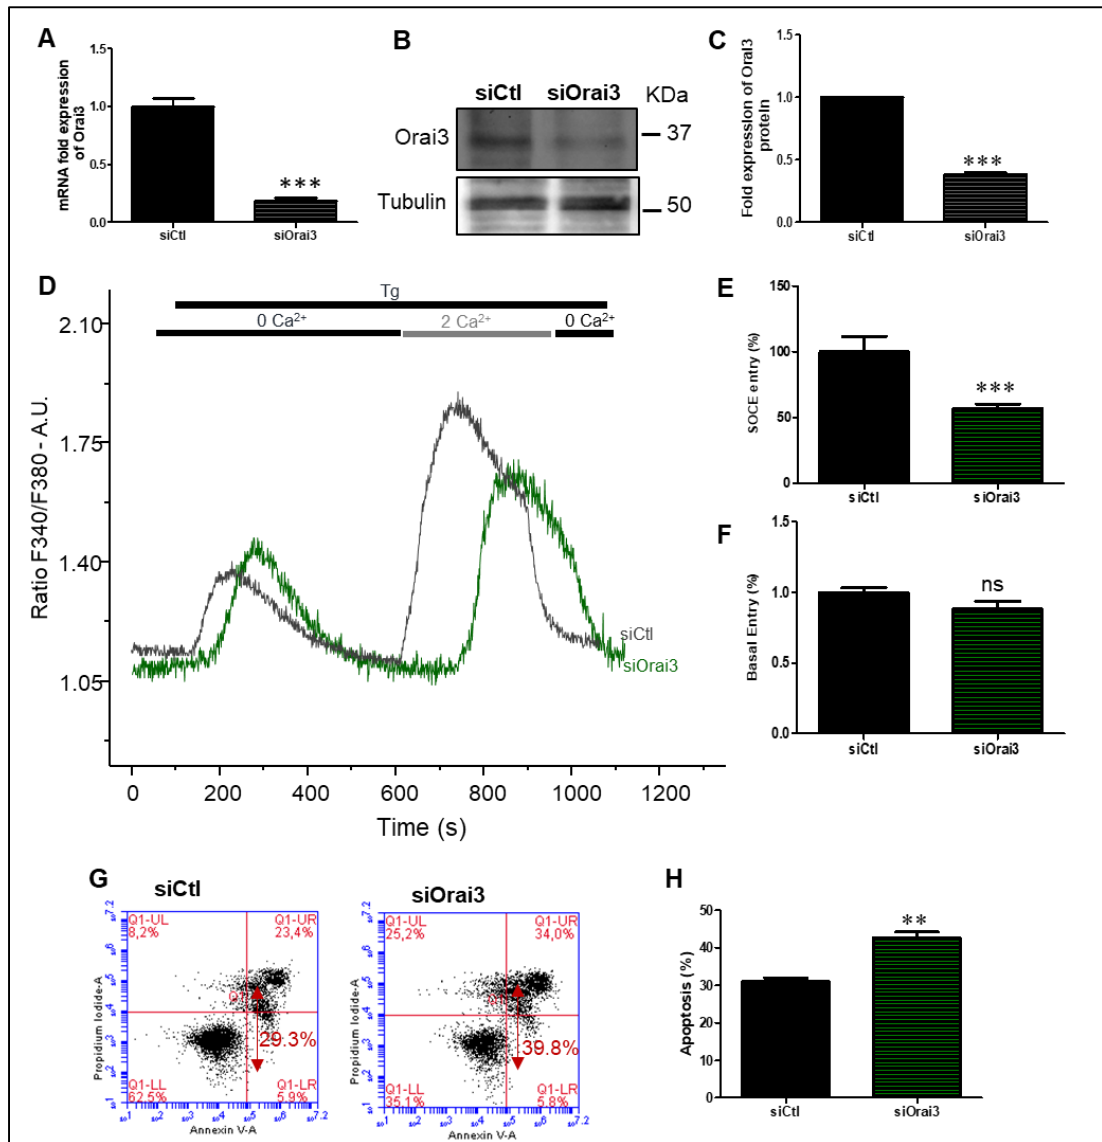 A
mRNA fold expression
of Orai3
1.5
1.0
0.5
0.0
***
siCtl
siOrai3
B
siCtl siOrai3 KDa
Orai3
37
Tubulin
50
C
Fold expression of Orai3
protein
1.5
1.0
0.5
0.0
***
siCtl
siOrai3
D
Tg
0 Ca2+
2 Ca2+
0 Ca2+
Ratio F340/F380 - A.U.
2.10
1.75
1.40
1.05
siCtl
siOrai3
0 200 400 600 800 1000 1200
Time (s)
E
SOCE entry (%)
150
100
50
0
***
siCtl
siOrai3
F
Basal Entry (%)
1.5
1.0
0.5
0.0
ns
siCtl
siOrai3
G
siCtl
Q1-UL
8,2%
Q1-UR
23,4%
29.3%
Q1-LL
62.5%
Q1-LR
5.9%
Propidium Iodide-A
Annexin V-A
siOrai3
Q1-UL
25,2%
Q1-UR
34,0%
39.8%
Q1-LL
35.1%
Q1-LR
5.8%
Propidium Iodide-A
Annexin V-A
H
Apoptosis (%)
50
40
30
20
10
0
**
siCtl
siOrai3